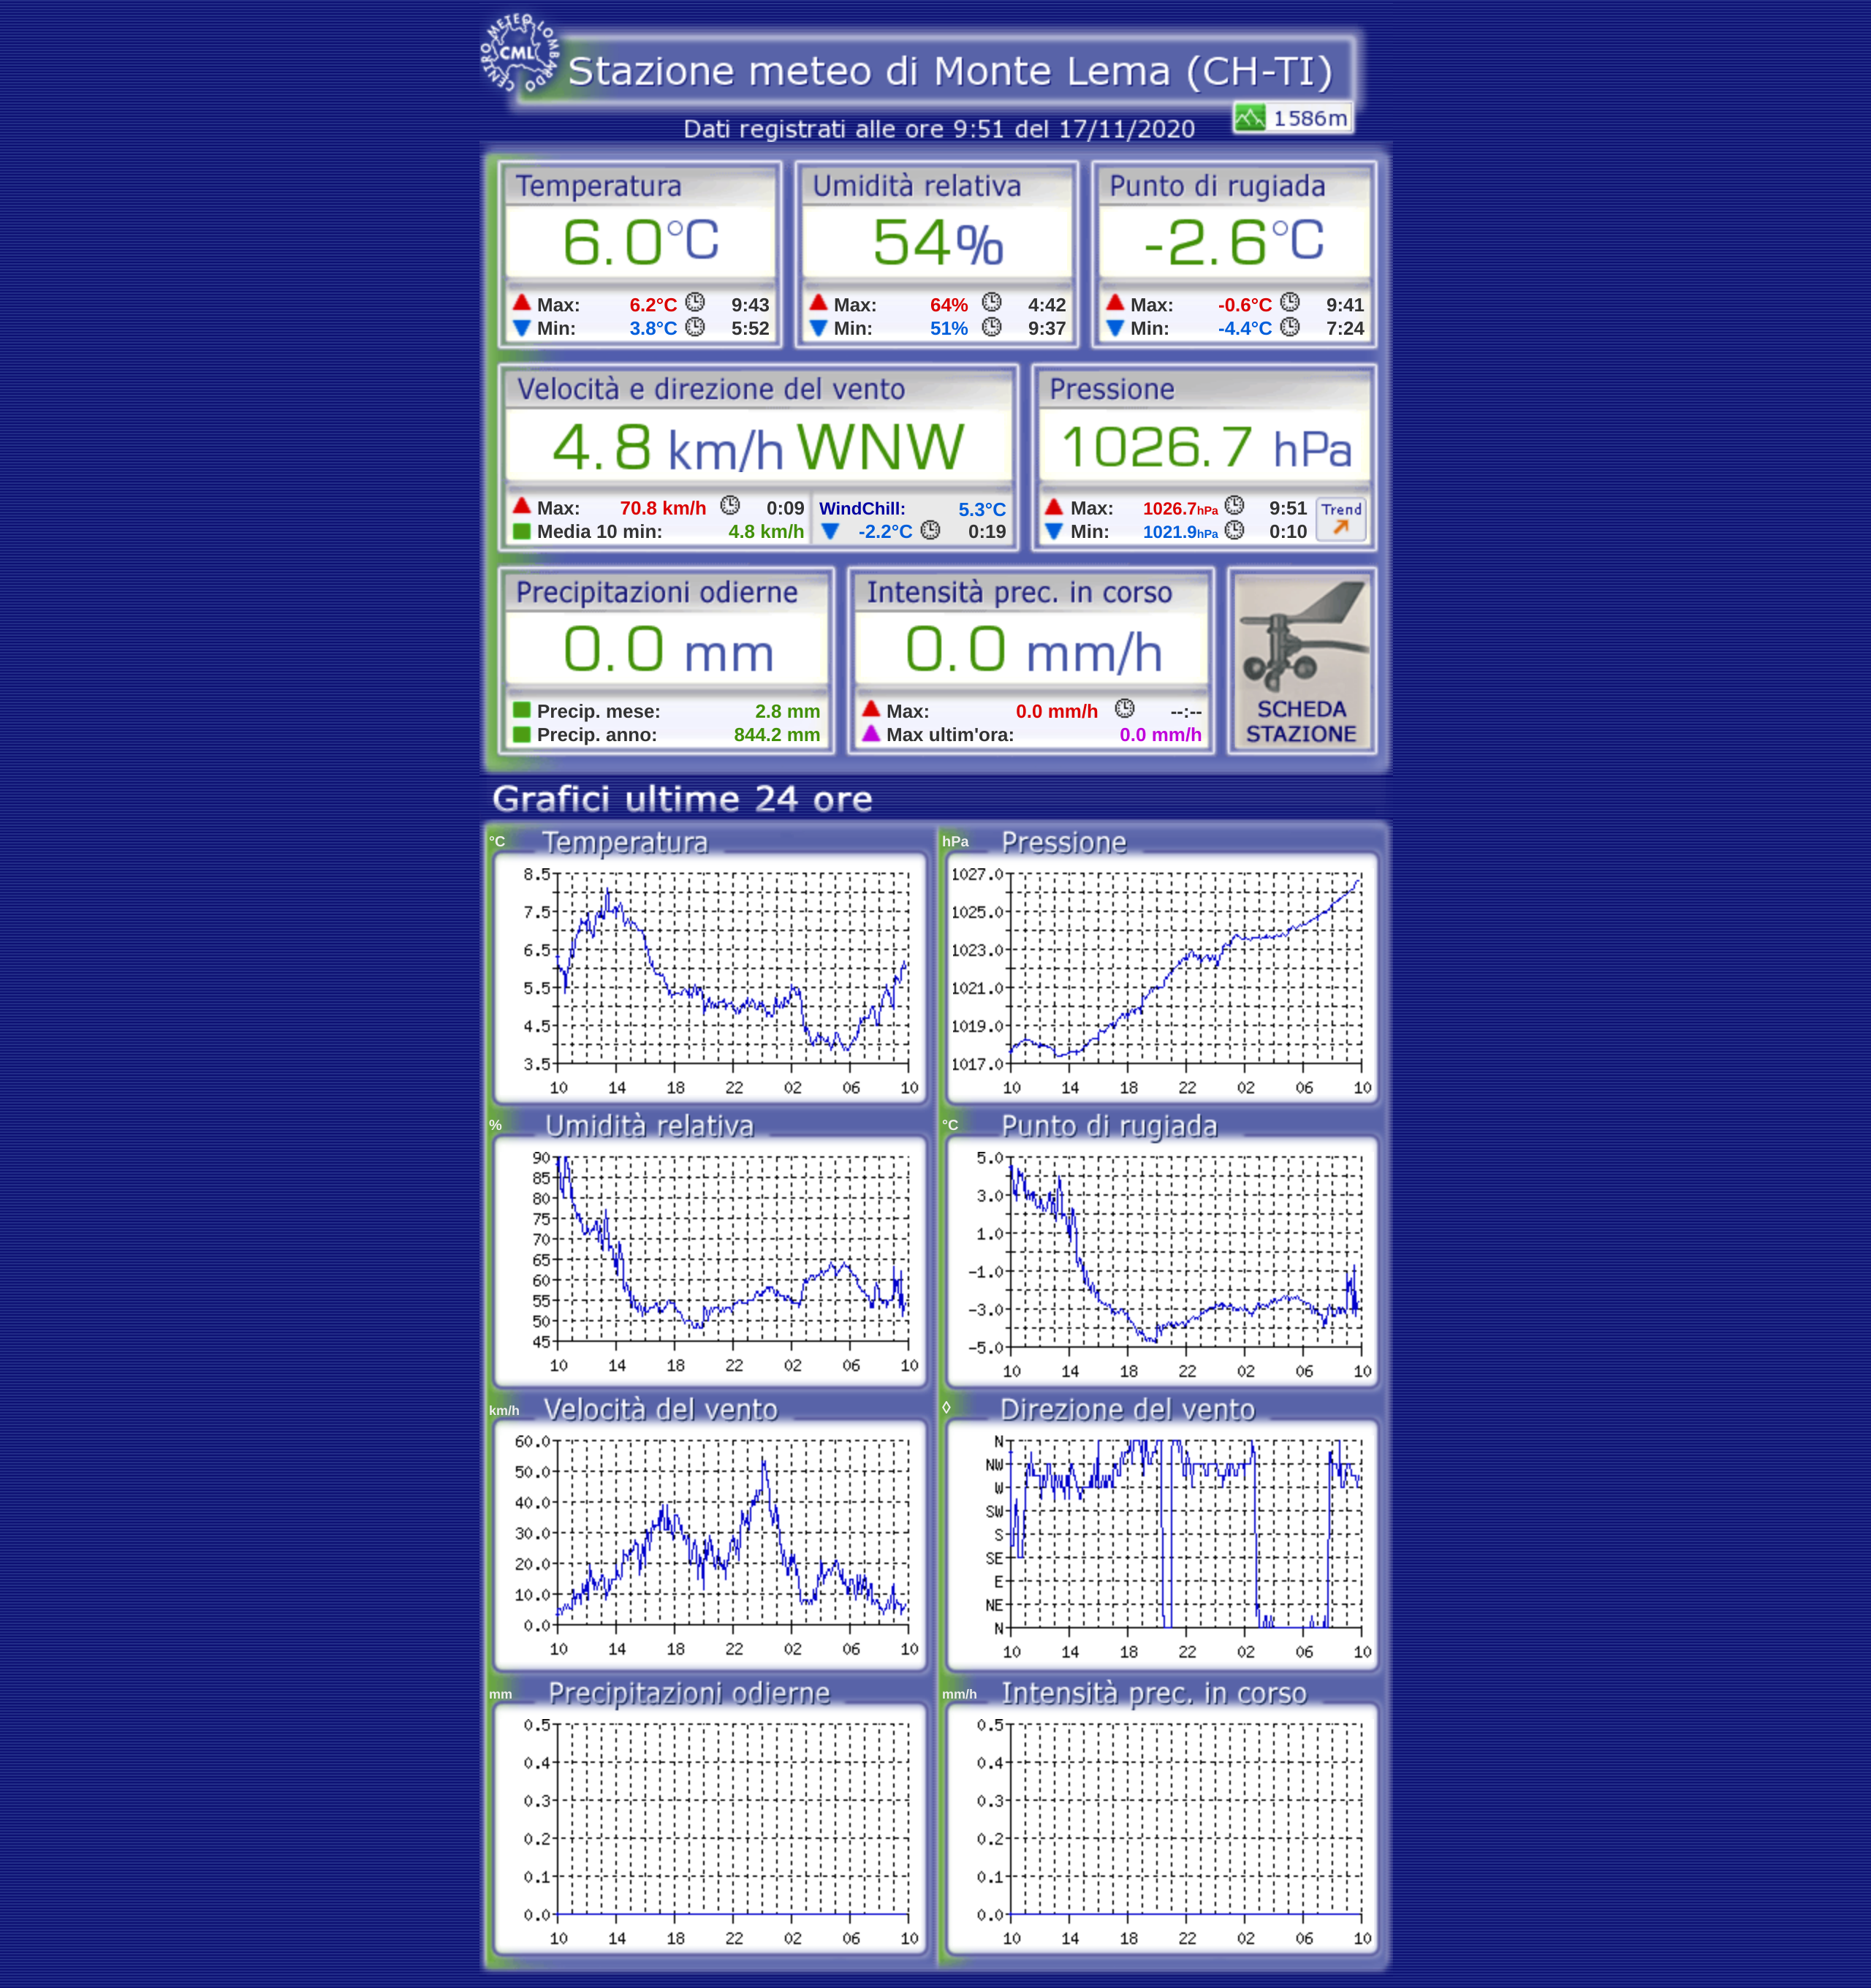 CENTRO METEO LOMBARDO
CML
Stazione meteo di Monte Lema (CH-TI)
1586m
Dati registrati alle ore 9:51 del 17/11/2020
Temperatura
6.0°C
Max: 6.2°C 9:43
Min: 3.8°C 5:52
Umidità relativa
54%
Max: 64% 4:42
Min: 51% 9:37
Punto di rugiada
-2.6°C
Max: -0.6°C 9:41
Min: -4.4°C 7:24
Velocità e direzione del vento
4.8 km/h WNW
Max: 70.8 km/h 0:09
Media 10 min: 4.8 km/h
WindChill: 5.3°C
-2.2°C 0:19
Pressione
1026.7 hPa
Max: 1026.7hPa 9:51
Min: 1021.9hPa 0:10
Trend
Precipitazioni odierne
0.0 mm
Precip. mese: 2.8 mm
Precip. anno: 844.2 mm
Intensità prec. in corso
0.0 mm/h
Max: 0.0 mm/h --:--
Max ultim'ora: 0.0 mm/h
SCHEDA
STAZIONE
Grafici ultime 24 ore
°C Temperatura
8.5
7.5
6.5
5.5
4.5
3.5
10 14 18 22 02 06 10
hPa Pressione
1027.0
1025.0
1023.0
1021.0
1019.0
1017.0
10 14 18 22 02 06 10
% Umidità relativa
90
85
80
75
70
65
60
55
50
45
10 14 18 22 02 06 10
°C Punto di rugiada
5.0
3.0
1.0
-1.0
-3.0
-5.0
10 14 18 22 02 06 10
km/h Velocità del vento
60.0
50.0
40.0
30.0
20.0
10.0
0.0
10 14 18 22 02 06 10
◊ Direzione del vento
N
NW
W
SW
S
SE
E
NE
N
10 14 18 22 02 06 10
mm Precipitazioni odierne
0.5
0.4
0.3
0.2
0.1
0.0
10 14 18 22 02 06 10
mm/h Intensità prec. in corso
0.5
0.4
0.3
0.2
0.1
0.0
10 14 18 22 02 06 10